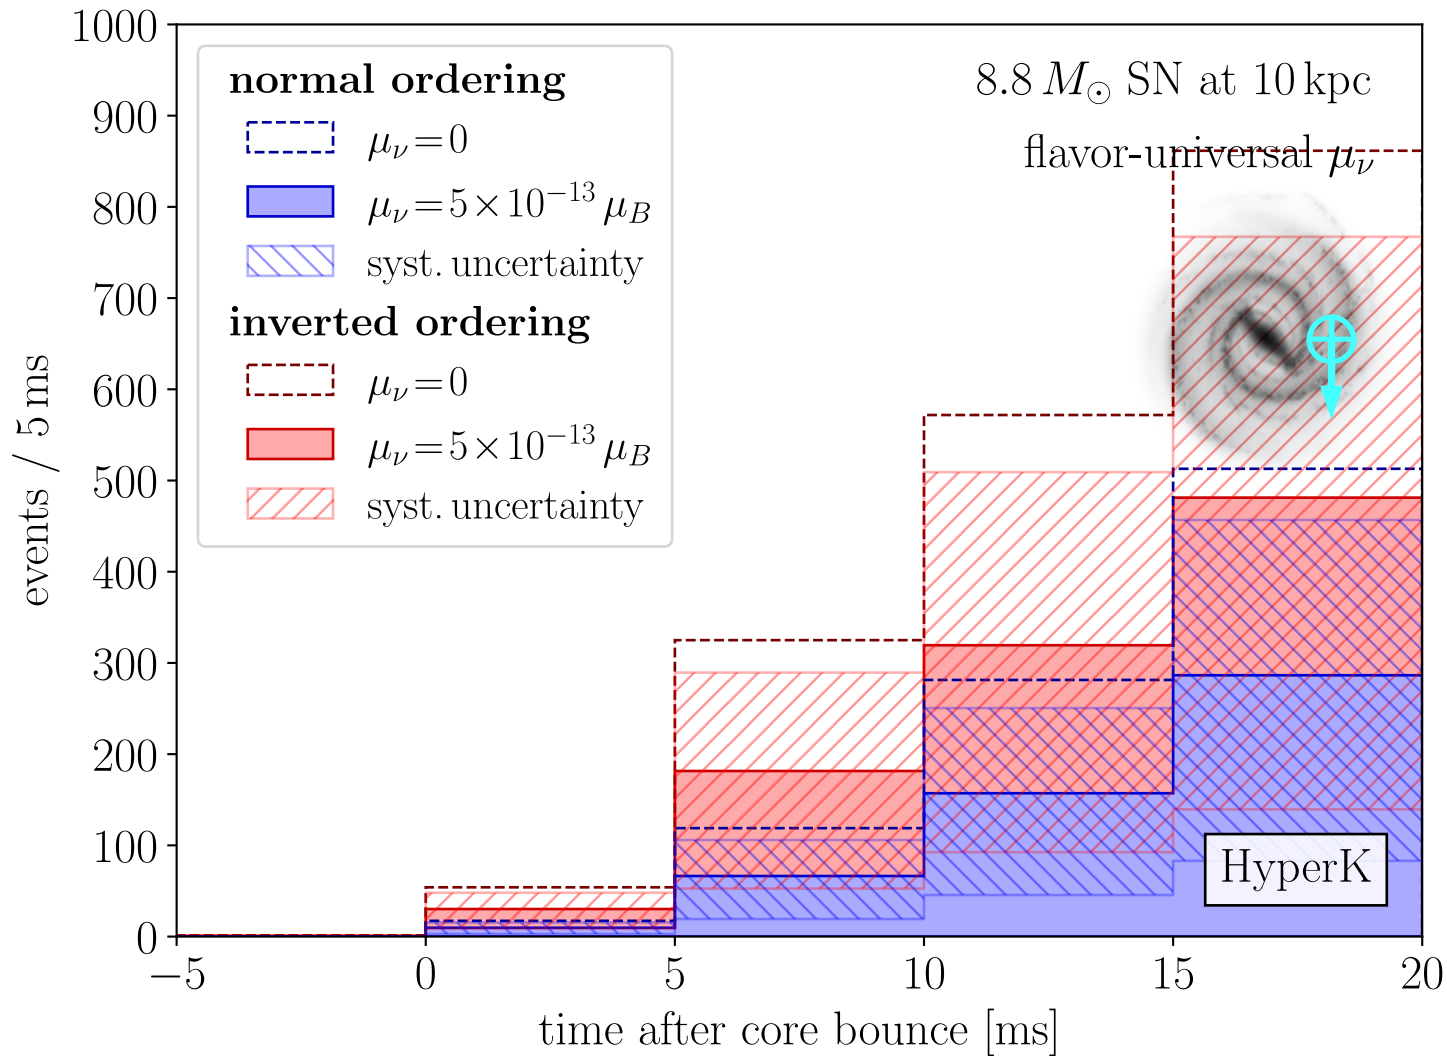 1000
900
800
700
600
500
400
300
200
100
0
events / 5 ms
normal ordering
μν=0
μν=5×10⁻¹³ μB
syst. uncertainty
inverted ordering
μν=0
μν=5×10⁻¹³ μB
syst. uncertainty
8.8 M⊙ SN at 10 kpc
flavor-universal μν
HyperK
−5 0 5 10 15 20
time after core bounce [ms]